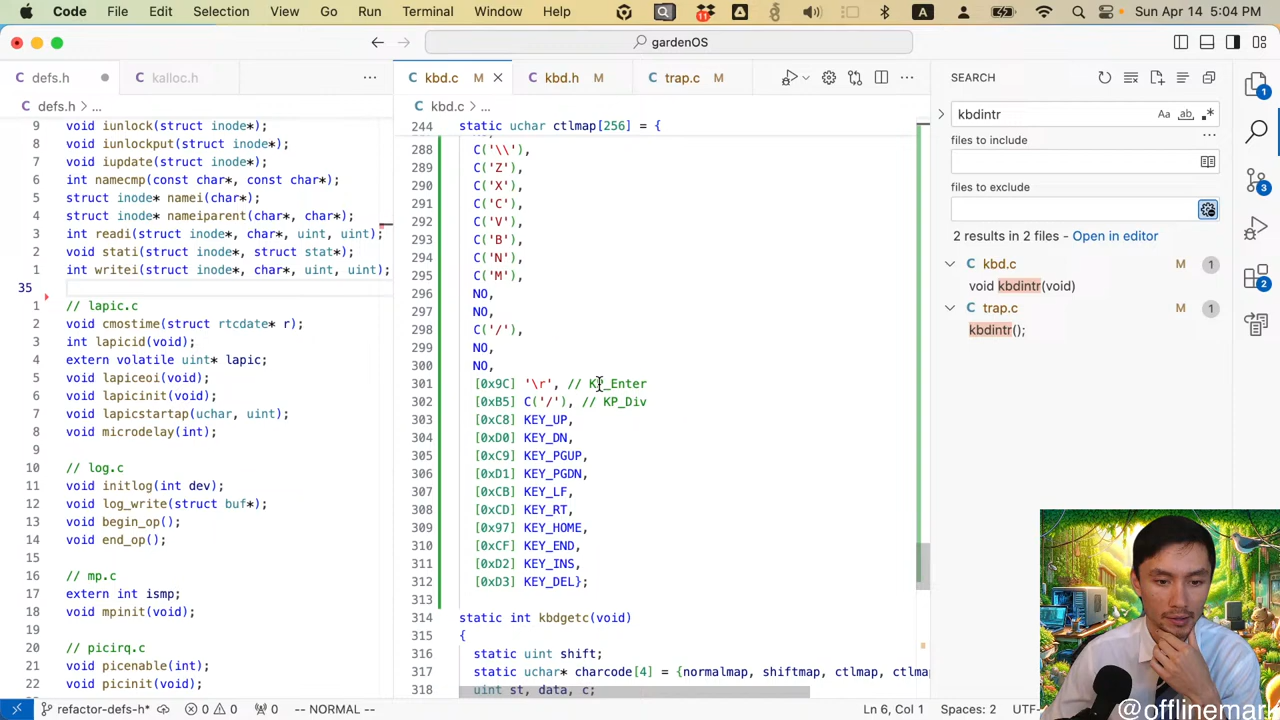 Code File Edit Selection View Go Run Terminal Window Help A Sun Apr 14 5:04 PM
gardenOS
defs.h
kalloc.h
kbd.c M
kbd.h M
trap.c M
SEARCH
defs.h > ...
kbd.c > ...
9 void iunlock(struct inode*);
8 void iunlockput(struct inode*);
7 void iupdate(struct inode*);
6 int namecmp(const char*, const char*);
5 struct inode* namei(char*);
4 struct inode* nameiparent(char*, char*);
3 int readi(struct inode*, char*, uint, uint);
2 void stati(struct inode*, struct stat*);
1 int writei(struct inode*, char*, uint, uint);
35
1 // lapic.c
2 void cmostime(struct rtcdate* r);
3 int lapicid(void);
4 extern volatile uint* lapic;
5 void lapiceoi(void);
6 void lapicinit(void);
7 void lapicstartap(uchar, uint);
8 void microdelay(int);
9
10 // log.c
11 void initlog(int dev);
12 void log_write(struct buf*);
13 void begin_op();
14 void end_op();
15
16 // mp.c
17 extern int ismp;
18 void mpinit(void);
19
20 // picirq.c
21 void picenable(int);
22 void picinit(void);
244 static uchar ctlmap[256] = {
288 C('\\'),
289 C('Z'),
290 C('X'),
291 C('C'),
292 C('V'),
293 C('B'),
294 C('N'),
295 C('M'),
296 NO,
297 NO,
298 C('/'),
299 NO,
300 NO,
301 [0x9C] '\r', // KP_Enter
302 [0xB5] C('/'), // KP_Div
303 [0xC8] KEY_UP,
304 [0xD0] KEY_DN,
305 [0xC9] KEY_PGUP,
306 [0xD1] KEY_PGDN,
307 [0xCB] KEY_LF,
308 [0xCD] KEY_RT,
309 [0x97] KEY_HOME,
310 [0xCF] KEY_END,
311 [0xD2] KEY_INS,
312 [0xD3] KEY_DEL};
313
314 static int kbdgetc(void)
315 {
316 static uint shift;
317 static uchar* charcode[4] = {normalmap, shiftmap, ctlmap, ctlma
318 uint st, data, c;
kbdintr
Aa ab
files to include
files to exclude
2 results in 2 files - Open in editor
kbd.c M 1
void kbdintr(void)
trap.c M 1
kbdintr();
1
3
2
refactor-defs-h* 0 0 0 -- NORMAL -- Ln 6, Col 1 Spaces: 2 UTF-
@offlinemark